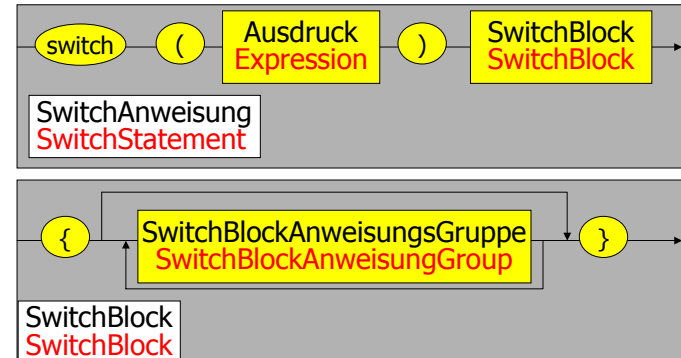 switch ( Ausdruck ) SwitchBlock
Expression SwitchBlock
SwitchAnweisung
SwitchStatement
{ SwitchBlockAnweisungsGruppe }
SwitchBlockAnweisungGroup
SwitchBlock
SwitchBlock